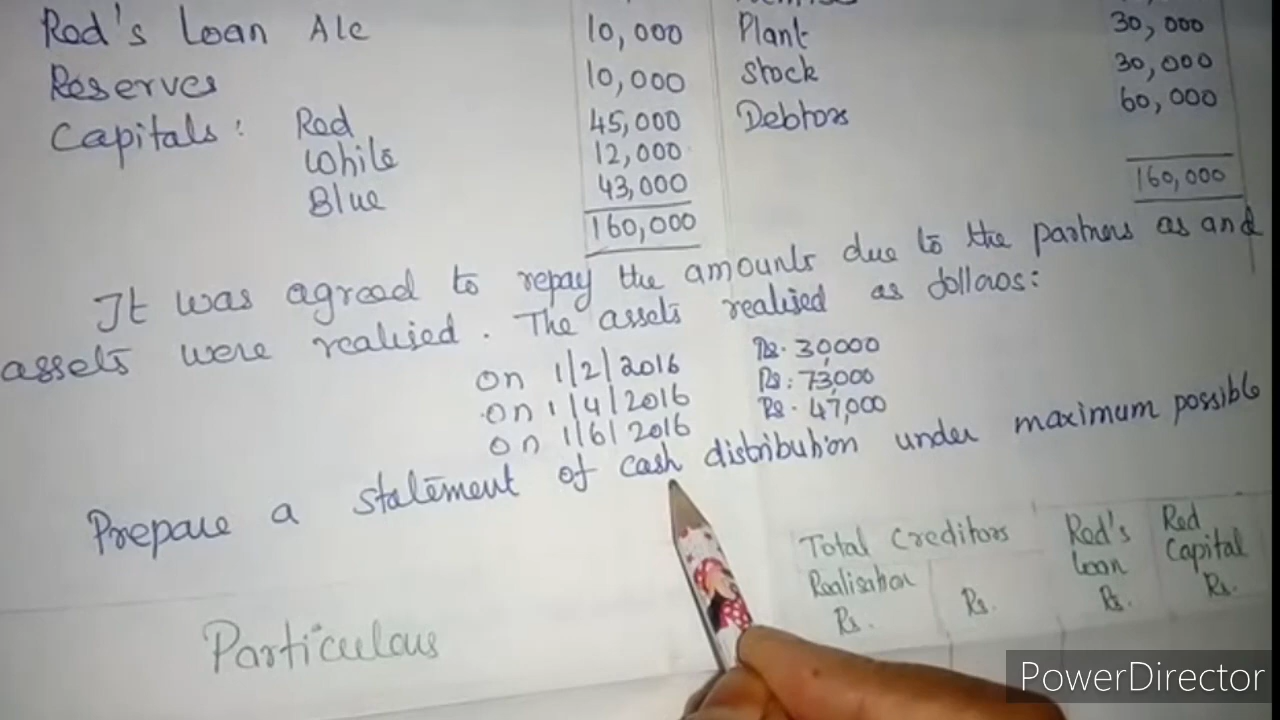 Red's Loan A/c 10,000 Plant 30,000
Reserves 10,000 Stock 30,000
Capitals: Red 45,000 Debtors 60,000
White 12,000
Blue 43,000 160,000
160,000
It was agreed to repay the amounts due to the partners as and
assets were realised. The assets realised as follows:
on 1/2/2016 Rs. 30,000
on 1/4/2016 Rs. 73,000
on 1/6/2016 Rs. 47,000
Prepare a statement of cash distribution under maximum possible
Particulars
Total Realisation Rs.
Creditors Rs.
Red's Loan Rs.
Red Capital Rs.
PowerDirector